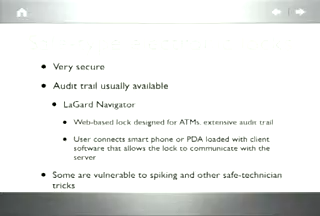 Very secure
Audit trail usually available
LaGard Navigator
Web-based lock designed for ATMs. extensive audit trail
User connects smart phone or PDA loaded with client
software that allows the lock to communicate with the
server
Some are vulnerable to spiking and other safe-technician
tricks